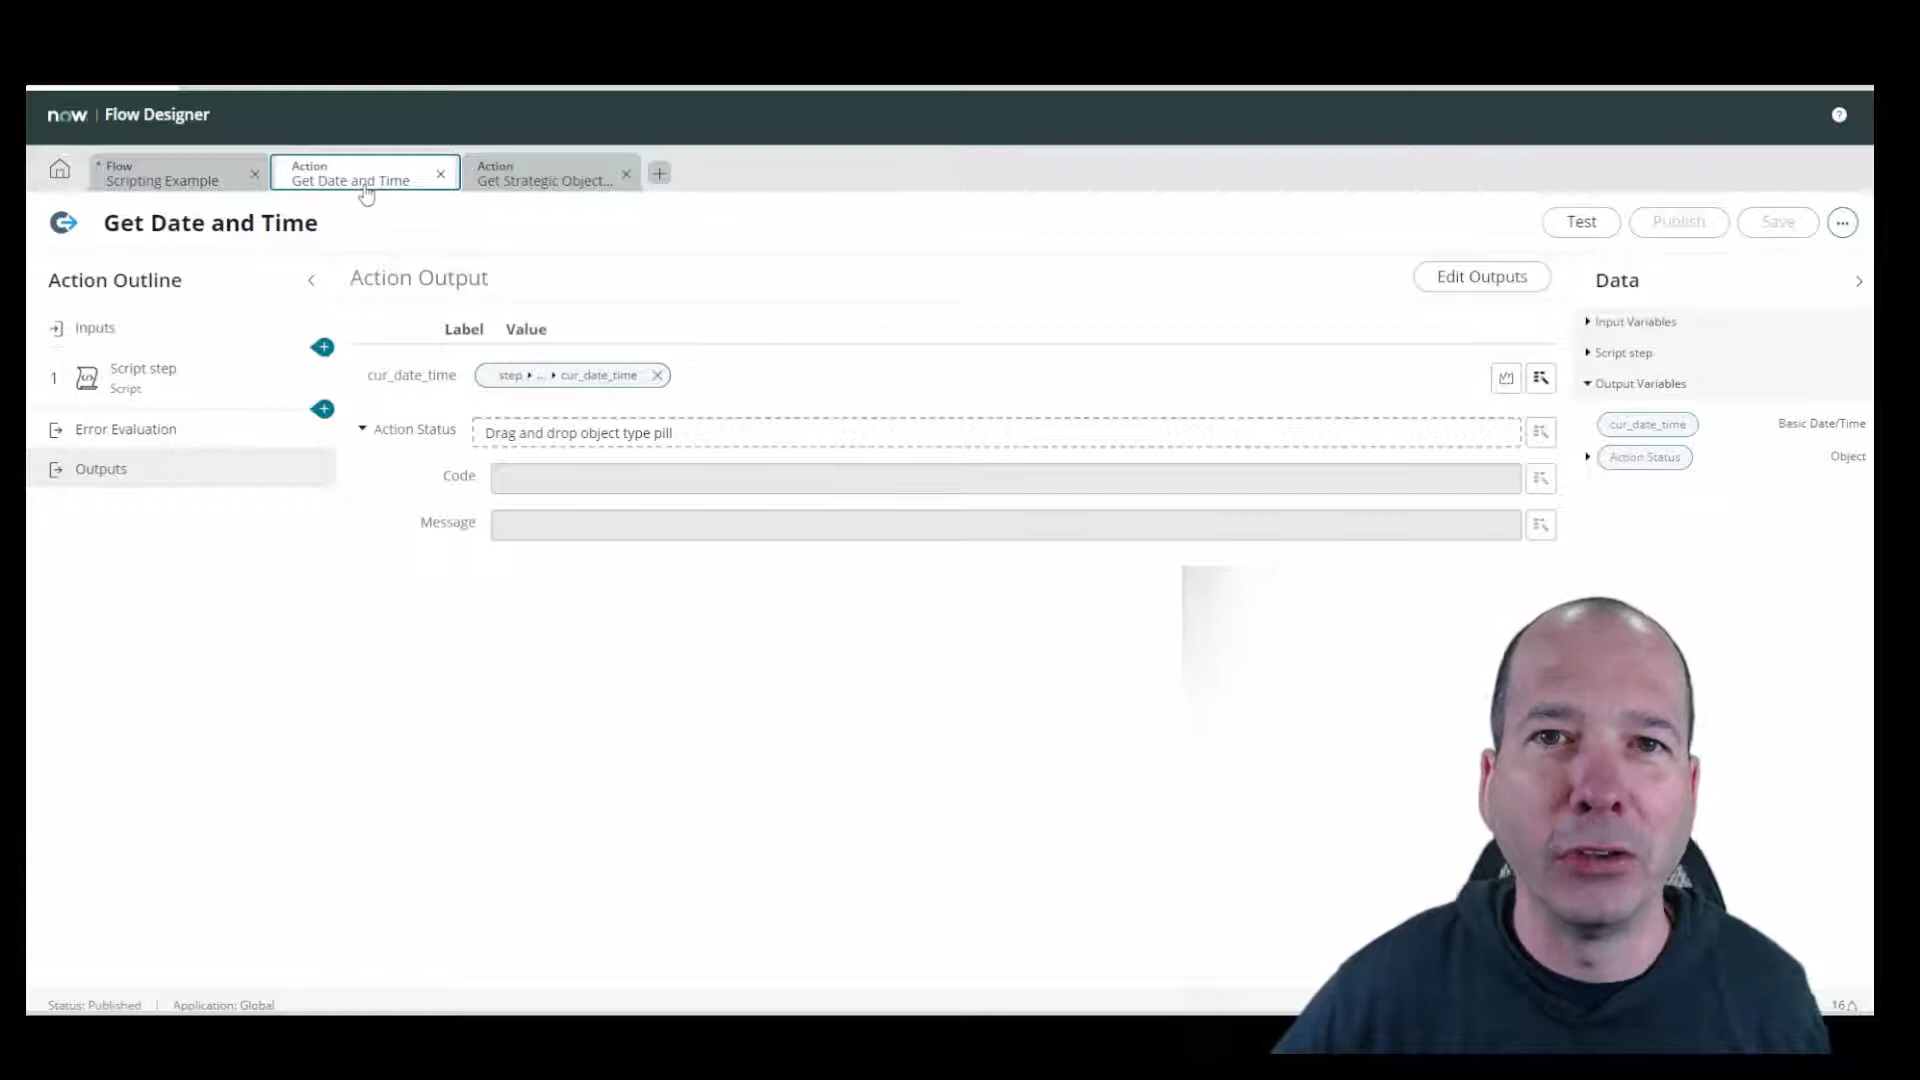 now | Flow Designer
* Flow
Scripting Example
Action
Get Date and Time
Action
Get Strategic Object...
Get Date and Time
Test
Publish
Save
Action Outline
Inputs
1
Script step
Script
Error Evaluation
Outputs
Action Output
Edit Outputs
Label Value
cur_date_time
step ▸ ... ▸ cur_date_time
Action Status
Drag and drop object type pill
Code
Message
Data
Input Variables
Script step
Output Variables
cur_date_time
Basic Date/Time
Action Status
Object
Status: Published | Application: Global
16